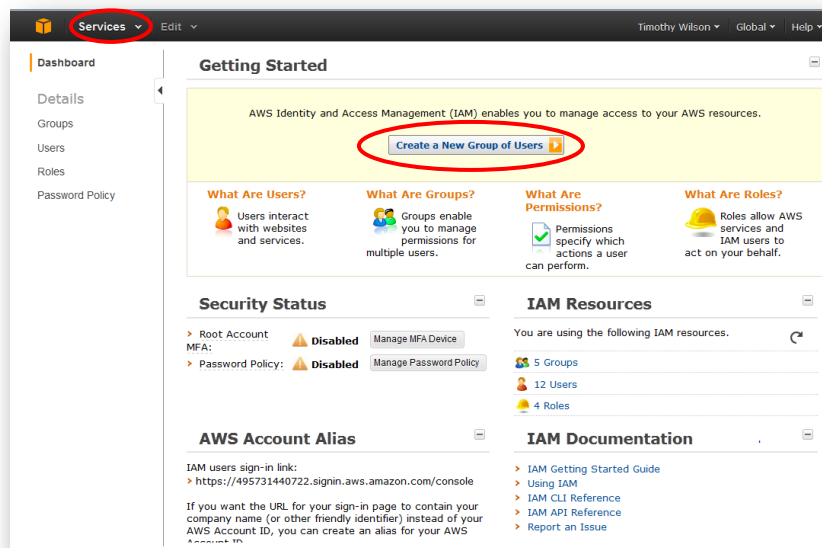 Services Edit Timothy Wilson Global Help
Dashboard
Details
Groups
Users
Roles
Password Policy
Getting Started
AWS Identity and Access Management (IAM) enables you to manage access to your AWS resources.
Create a New Group of Users
What Are Users?
Users interact
with websites
and services.
What Are Groups?
Groups enable
you to manage
permissions for
multiple users.
What Are
Permissions?
Permissions
specify which
actions a user
can perform.
What Are Roles?
Roles allow AWS
services and
IAM users to
act on your behalf.
Security Status
Root Account
MFA:
Disabled
Manage MFA Device
Password Policy:
Disabled
Manage Password Policy
IAM Resources
You are using the following IAM resources.
5 Groups
12 Users
4 Roles
AWS Account Alias
IAM users sign-in link:
https://495731440722.signin.aws.amazon.com/console
If you want the URL for your sign-in page to contain your
company name (or other friendly identifier) instead of your
AWS Account ID, you can create an alias for your AWS
Account ID
IAM Documentation
IAM Getting Started Guide
Using IAM
IAM CLI Reference
IAM API Reference
Report an Issue